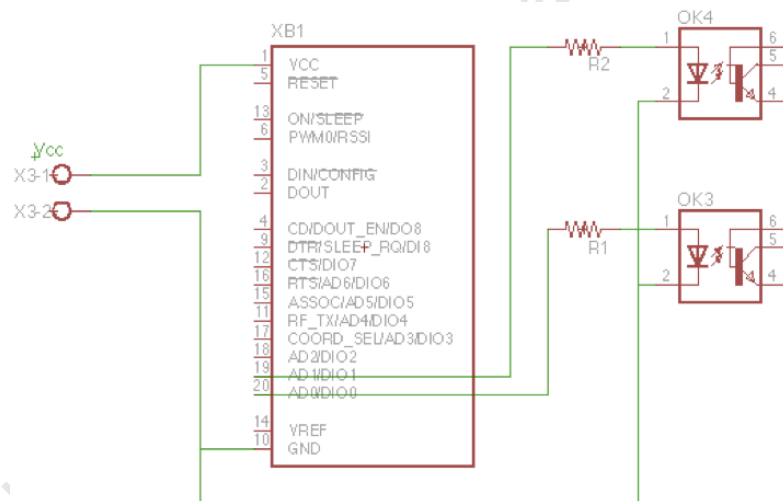 OK4
XB1
1 VCC
5 RESET
13 ON/SLEEP
6 PWM0/RSSI
3 DIN/CONFIG
2 DOUT
4 CD/DOUT_EN/DO8
9 DTR/SLEEP_RQ/DI8
12 CTS/DIO7
16 RTS/AD6/DIO6
15 ASSOC/AD5/DIO5
11 RF_TX/AD4/DIO4
17 COORD_SEL/AD3/DIO3
18 AD2/DIO2
19 AD1/DIO1
20 AD0/DIO0
14 VREF
10 GND
Vcc
X3-1
X3-2
R2
1 6
5
2 4
OK3
R1
1 6
5
2 4